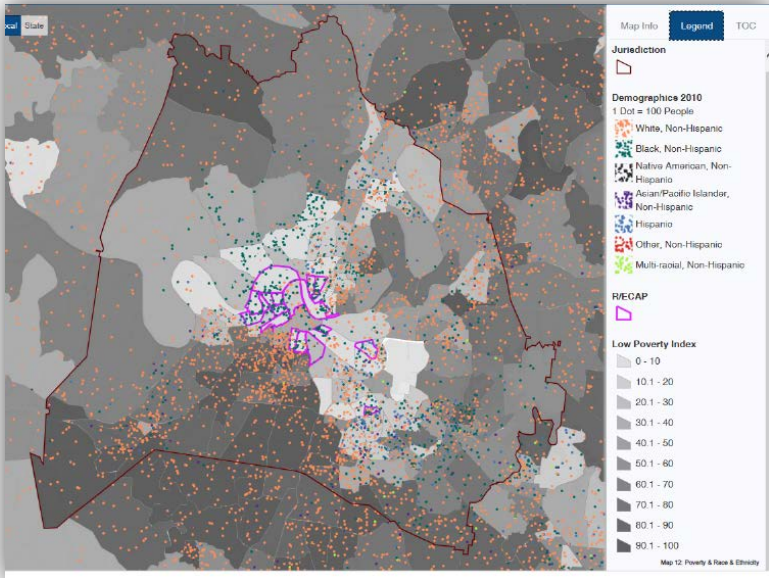 cal State
Map Info Legend TOC
Jurisdiction
Demographics 2010
1 Dot = 100 People
White, Non-Hispanic
Black, Non-Hispanic
Native American, Non-
Hispanic
Asian/Pacific Islander,
Non-Hispanic
Hispanic
Other, Non-Hispanic
Multi-racial, Non-Hispanic
R/ECAP
Low Poverty Index
0 - 10
10.1 - 20
20.1 - 30
30.1 - 40
40.1 - 50
50.1 - 60
60.1 - 70
70.1 - 80
80.1 - 90
90.1 - 100
Map 12: Poverty & Race & Ethnicity